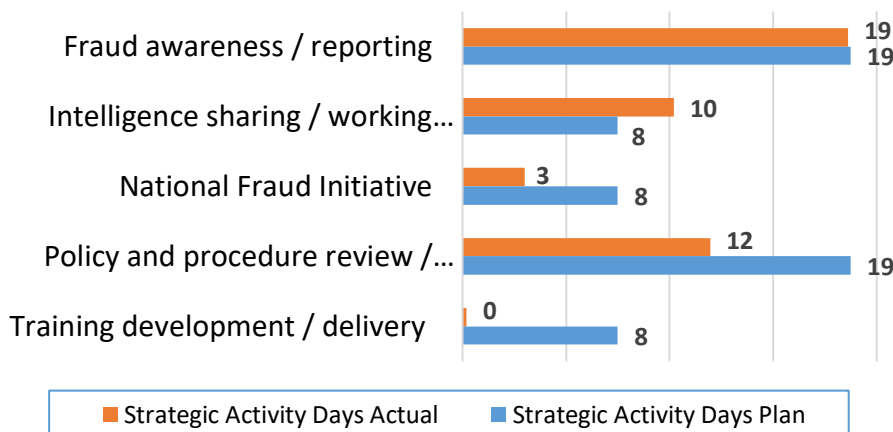 Fraud awareness / reporting
19
19
Intelligence sharing / working...
10
8
National Fraud Initiative
3
8
Policy and procedure review /...
12
19
Training development / delivery
0
8
Strategic Activity Days Actual
Strategic Activity Days Plan